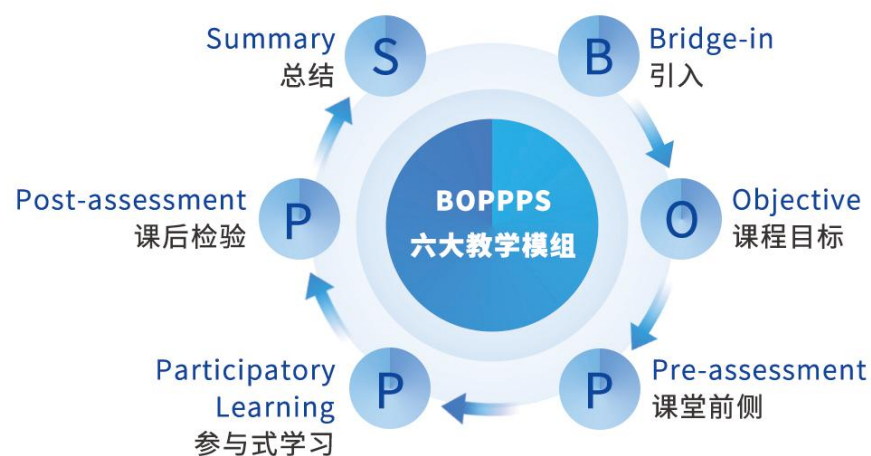 BOPPPS
六大教学模组
B
Bridge-in
引入
O
Objective
课程目标
P
Pre-assessment
课堂前侧
P
Participatory
Learning
参与式学习
P
Post-assessment
课后检验
S
Summary
总结